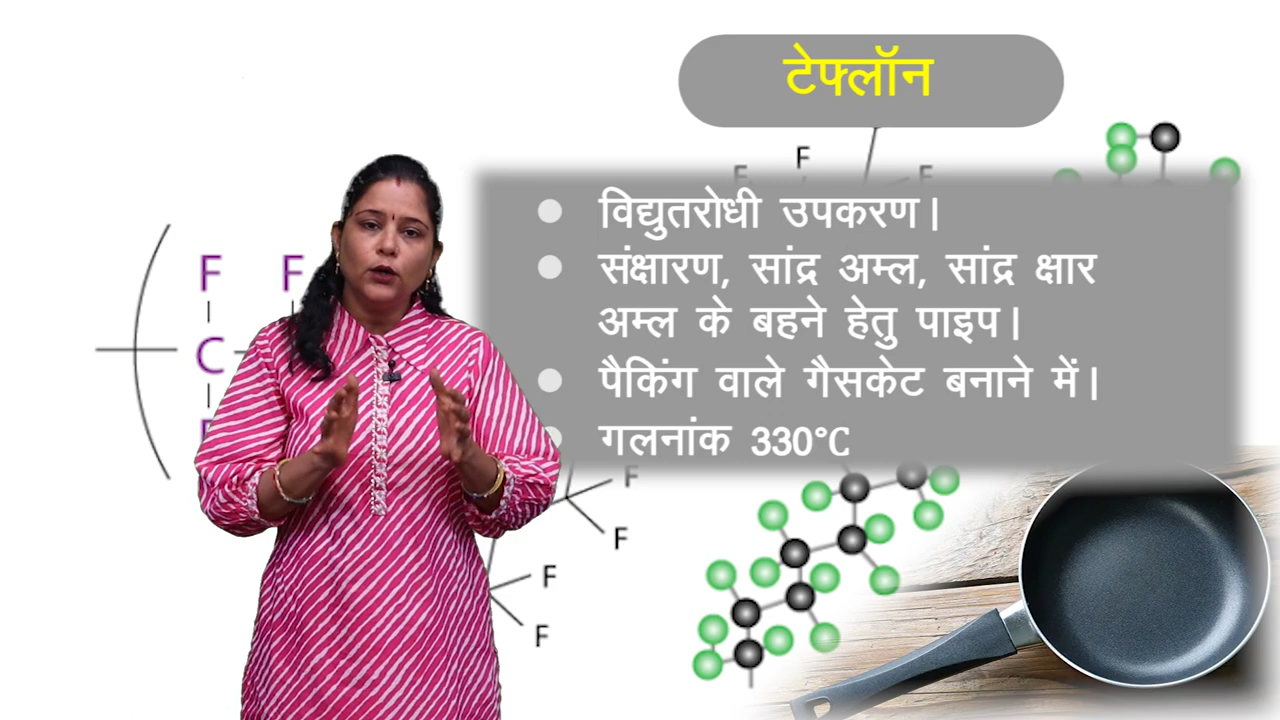 टेफ्लॉन
F
F
F
विद्युतरोधी उपकरण।
संक्षारण, सांद्र अम्ल, सांद्र क्षार
अम्ल के बहने हेतु पाइप।
पैकिंग वाले गैसकेट बनाने में।
गलनांक 330°C
F F
C
F
F
F
F